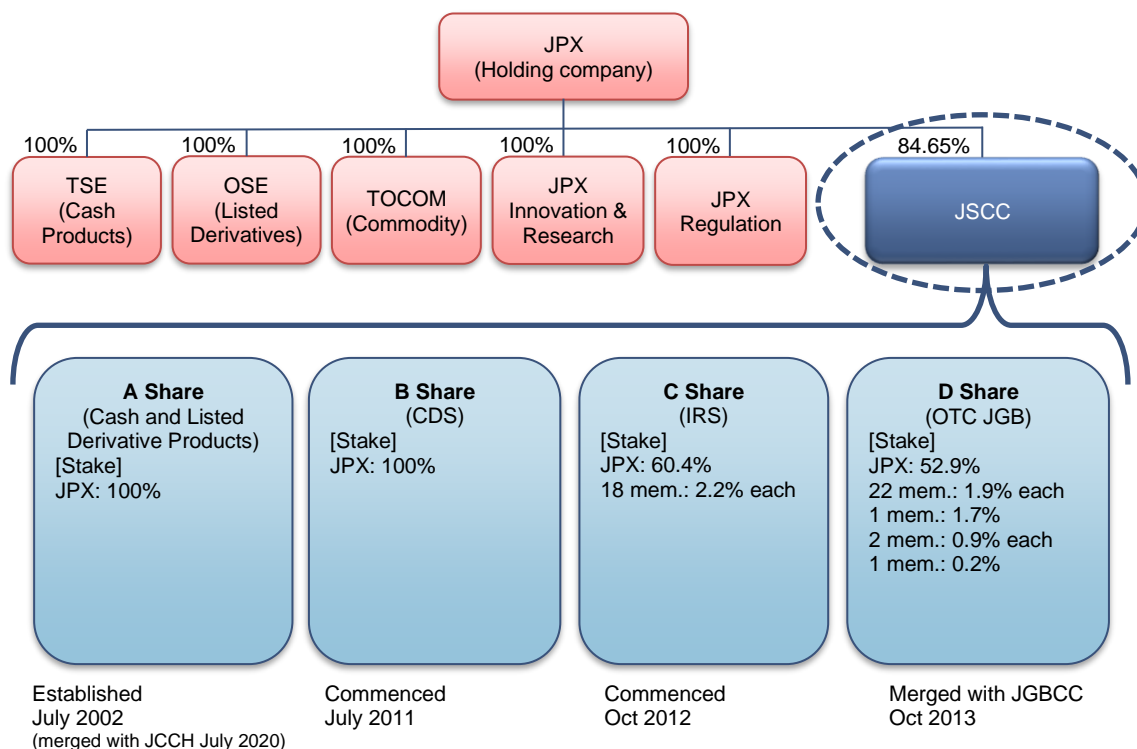 JPX
(Holding company)
100%
100%
100%
100%
100%
84.65%
TSE
(Cash
Products)
OSE
(Listed
Derivatives)
TOCOM
(Commodity)
JPX
Innovation &
Research
JPX
Regulation
JSCC
A Share
(Cash and Listed
Derivative Products)
[Stake]
JPX: 100%
B Share
(CDS)
[Stake]
JPX: 100%
C Share
(IRS)
[Stake]
JPX: 60.4%
18 mem.: 2.2% each
D Share
(OTC JGB)
[Stake]
JPX: 52.9%
22 mem.: 1.9% each
1 mem.: 1.7%
2 mem.: 0.9% each
1 mem.: 0.2%
Established
July 2002
(merged with JCCH July 2020)
Commenced
July 2011
Commenced
Oct 2012
Merged with JGBCC
Oct 2013